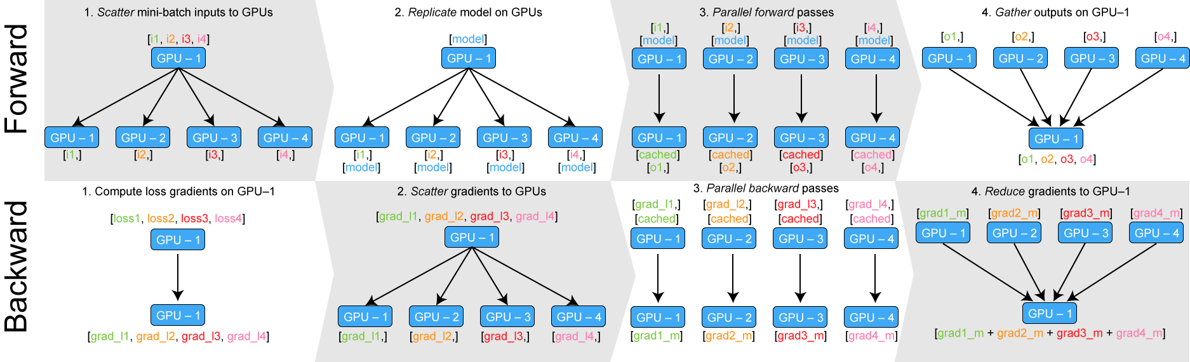 Forward
1. Scatter mini-batch inputs to GPUs
[i1, i2, i3, i4]
GPU – 1
GPU – 1 GPU – 2 GPU – 3 GPU – 4
[i1,] [i2,] [i3,] [i4,]
2. Replicate model on GPUs
[model]
GPU – 1
GPU – 1 GPU – 2 GPU – 3 GPU – 4
[i1,] [i2,] [i3,] [i4,]
[model] [model] [model] [model]
3. Parallel forward passes
[i1,] [i2,] [i3,] [i4,]
[model] [model] [model] [model]
GPU – 1 GPU – 2 GPU – 3 GPU – 4
GPU – 1 GPU – 2 GPU – 3 GPU – 4
[cached] [cached] [cached] [cached]
[o1,] [o2,] [o3,] [o4,]
4. Gather outputs on GPU–1
[o1,] [o2,] [o3,] [o4,]
GPU – 1 GPU – 2 GPU – 3 GPU – 4
GPU – 1
[o1, o2, o3, o4]
Backward
1. Compute loss gradients on GPU–1
[loss1, loss2, loss3, loss4]
GPU – 1
GPU – 1
[grad_l1, grad_l2, grad_l3, grad_l4]
2. Scatter gradients to GPUs
[grad_l1, grad_l2, grad_l3, grad_l4]
GPU – 1
GPU – 1 GPU – 2 GPU – 3 GPU – 4
[grad_l1,] [grad_l2,] [grad_l3,] [grad_l4,]
3. Parallel backward passes
[grad_l1,] [grad_l2,] [grad_l3,] [grad_l4,]
[cached] [cached] [cached] [cached]
GPU – 1 GPU – 2 GPU – 3 GPU – 4
GPU – 1 GPU – 2 GPU – 3 GPU – 4
[grad1_m] [grad2_m] [grad3_m] [grad4_m]
4. Reduce gradients to GPU–1
[grad1_m] [grad2_m] [grad3_m] [grad4_m]
GPU – 1 GPU – 2 GPU – 3 GPU – 4
GPU – 1
[grad1_m + grad2_m + grad3_m + grad4_m]